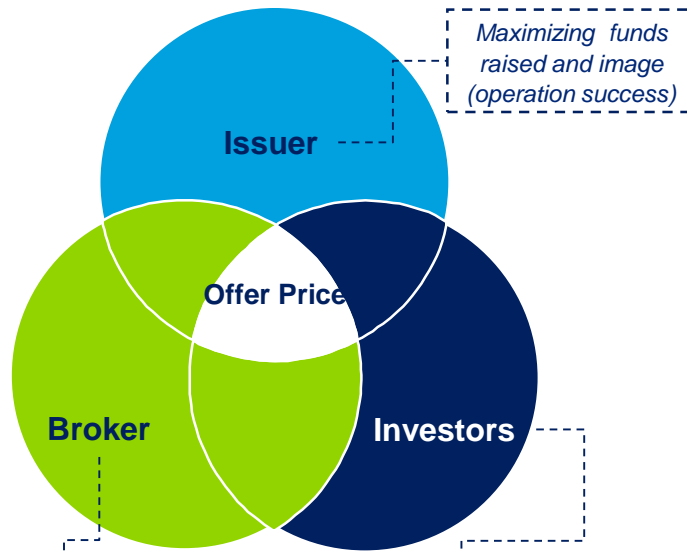 Maximizing funds
raised and image
(operation success)
Issuer
Offer Price
Broker
Investors